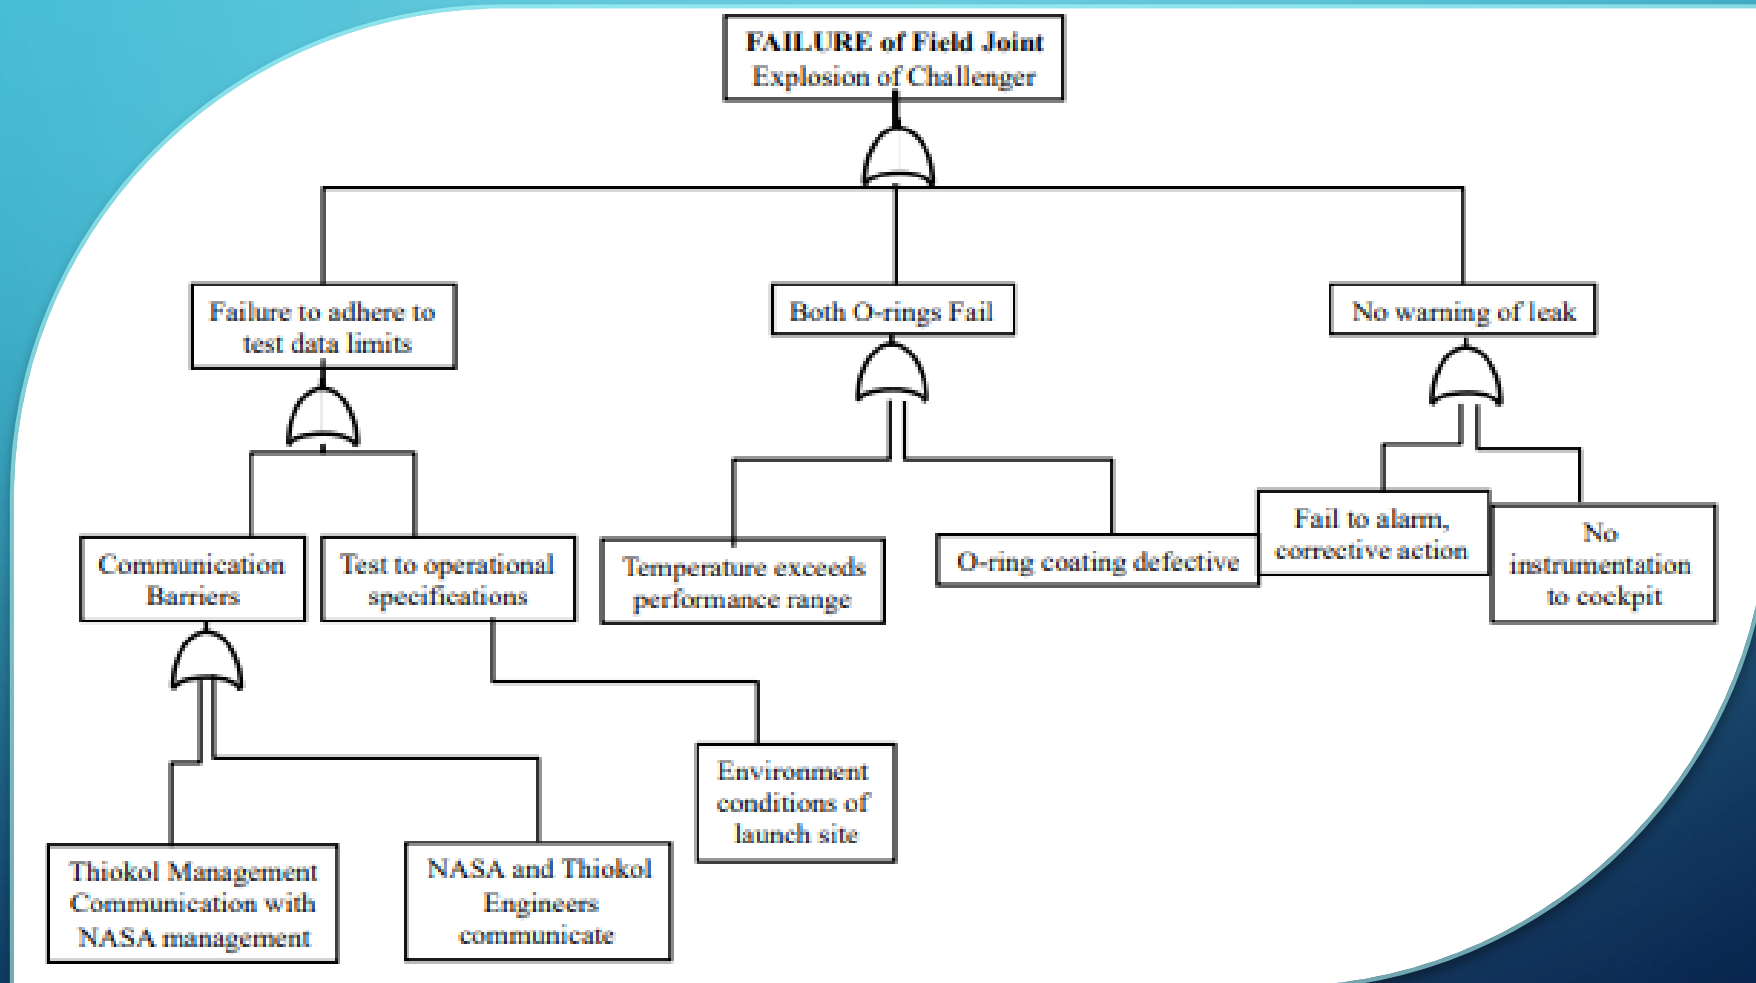 FAILURE of Field Joint
Explosion of Challenger
Failure to adhere to
test data limits
Both O-rings Fail
No warning of leak
Communication
Barriers
Test to operational
specifications
Temperature exceeds
performance range
O-ring coating defective
Fail to alarm,
corrective action
No
instrumentation
to cockpit
Environment
conditions of
launch site
Thiokol Management
Communication with
NASA management
NASA and Thiokol
Engineers
communicate